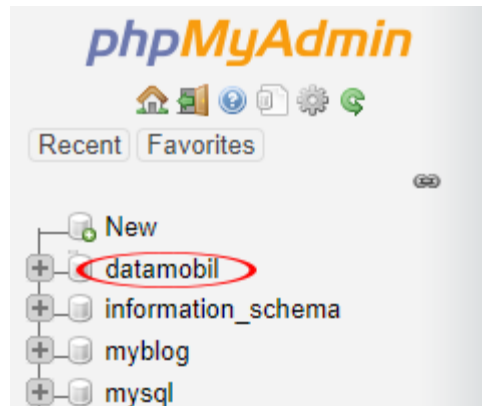 phpMyAdmin
Recent Favorites
New
datamobil
information_schema
myblog
mysql